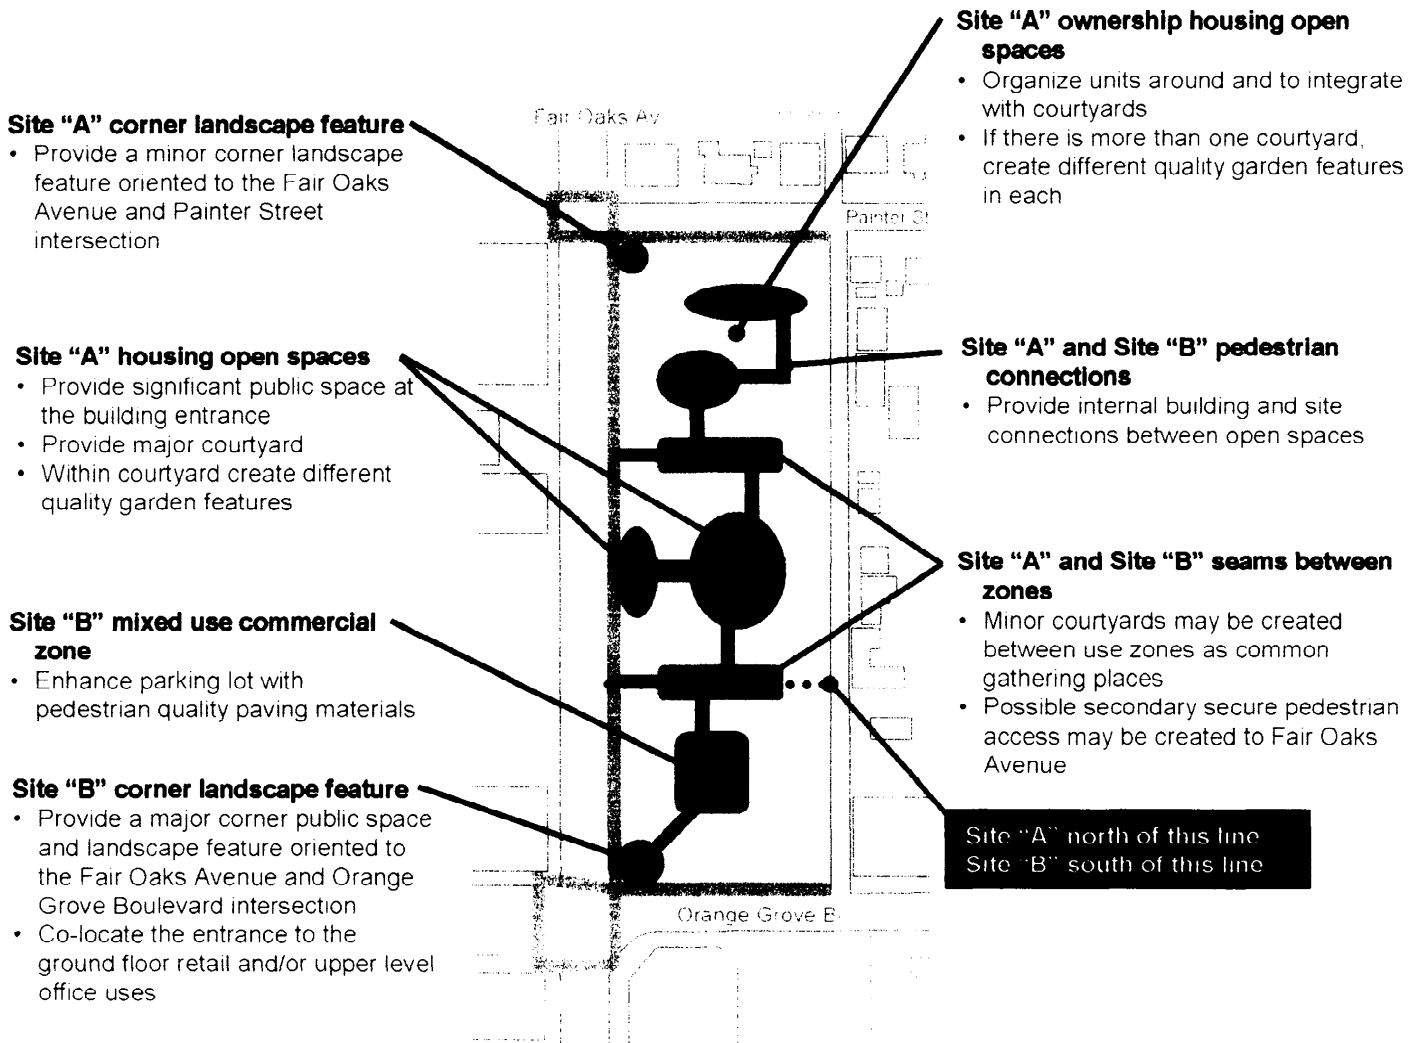 Site “A” ownership housing open
spaces
• Organize units around and to integrate
with courtyards
• If there is more than one courtyard,
create different quality garden features
in each
Fair Oaks Av
Site “A” corner landscape feature
• Provide a minor corner landscape
feature oriented to the Fair Oaks
Avenue and Painter Street
intersection
Painter St
Site “A” housing open spaces
• Provide significant public space at
the building entrance
• Provide major courtyard
• Within courtyard create different
quality garden features
Site “A” and Site “B” pedestrian
connections
• Provide internal building and site
connections between open spaces
Site “A” and Site “B” seams between
zones
• Minor courtyards may be created
between use zones as common
gathering places
• Possible secondary secure pedestrian
access may be created to Fair Oaks
Avenue
Site “B” mixed use commercial
zone
• Enhance parking lot with
pedestrian quality paving materials
Site “B” corner landscape feature
• Provide a major corner public space
and landscape feature oriented to
the Fair Oaks Avenue and Orange
Grove Boulevard intersection
• Co-locate the entrance to the
ground floor retail and/or upper level
office uses
Site “A” north of this line
Site “B” south of this line
Orange Grove B